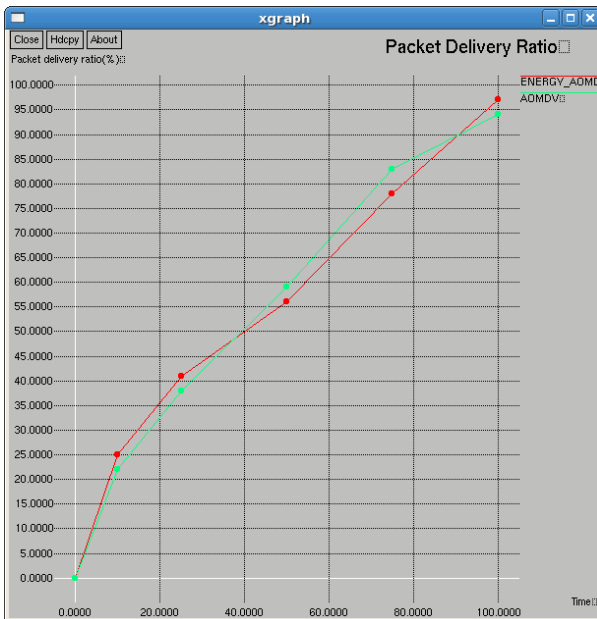 xgraph
Close Hdcpy About
Packet Delivery Ratio
Packet delivery ratio(%)
ENERGY_AOMD
AOMDV
100.0000
95.0000
90.0000
85.0000
80.0000
75.0000
70.0000
65.0000
60.0000
55.0000
50.0000
45.0000
40.0000
35.0000
30.0000
25.0000
20.0000
15.0000
10.0000
5.0000
0.0000
Time
0.0000 20.0000 40.0000 60.0000 80.0000 100.0000